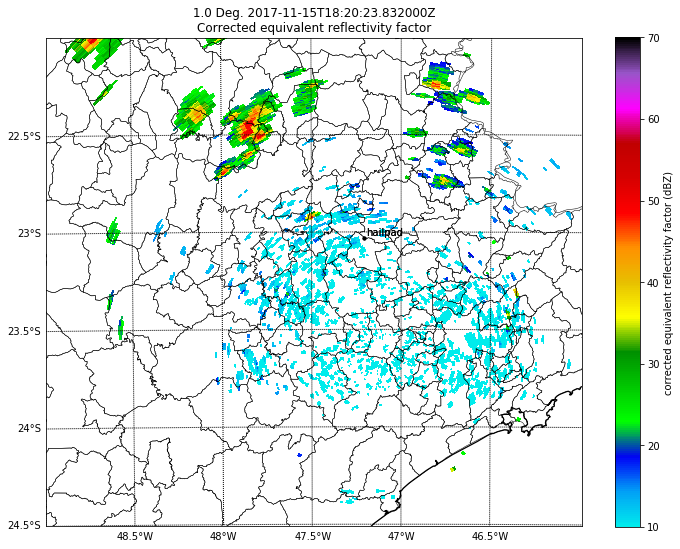 1.0 Deg. 2017-11-15T18:20:23.832000Z
Corrected equivalent reflectivity factor
22.5°S
23°S
23.5°S
24°S
24.5°S
48.5°W
48°W
47.5°W
47°W
46.5°W
hailpad
70
60
50
40
30
20
10
corrected equivalent reflectivity factor (dBZ)